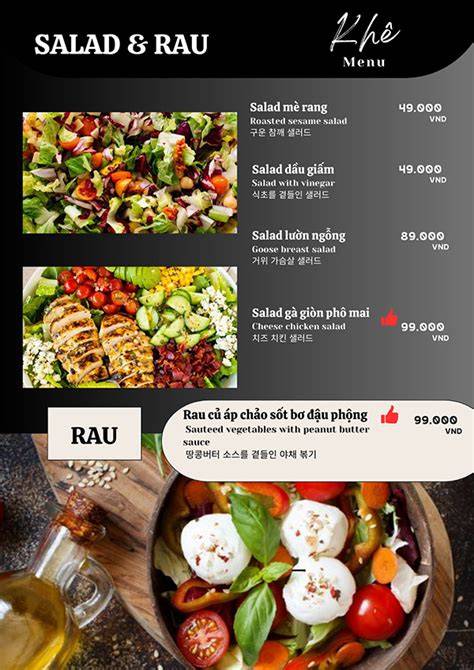 SALAD & RAU
Khê
Menu
Salad mè rang
49.000
VND
Roasted sesame salad
구운 참깨 샐러드
Salad dầu giấm
49.000
VND
Salad with vinegar
식초를 곁들인 샐러드
Salad lườn ngỗng
89.000
VND
Goose breast salad
거위 가슴살 샐러드
Salad gà giòn phô mai
99.000
VND
Cheese chicken salad
치즈 치킨 샐러드
RAU
Rau củ áp chảo sốt bơ đậu phộng
99.000
VND
Sauteed vegetables with peanut butter
sauce
땅콩버터 소스를 곁들인 야채 볶기